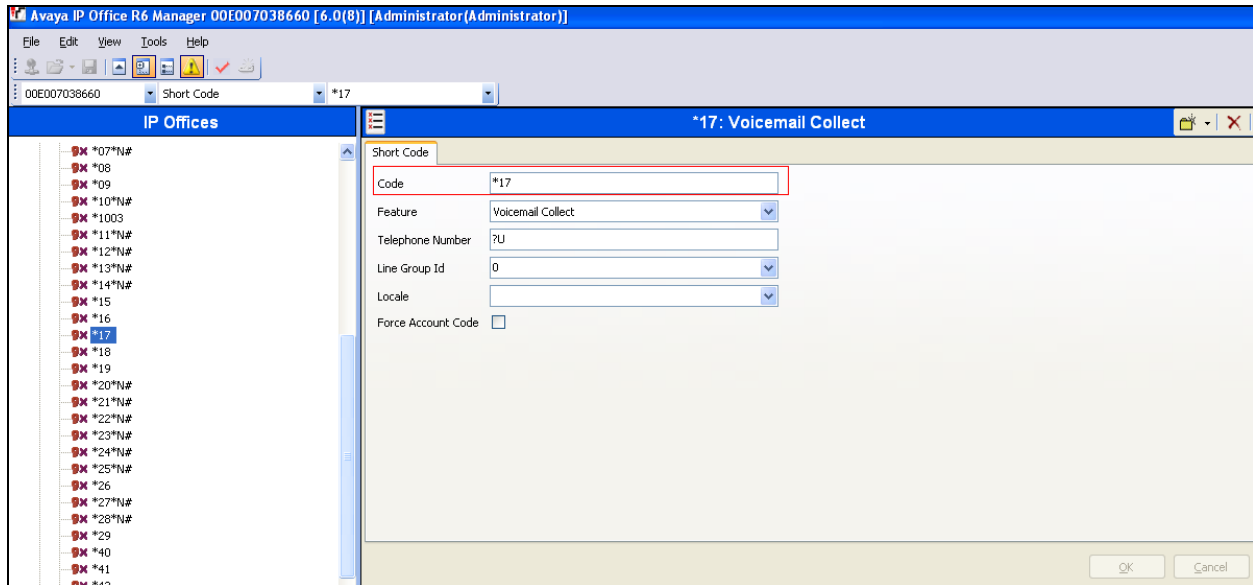 Avaya IP Office R6 Manager 00E007038660 [6.0(8)] [Administrator(Administrator)]
File Edit View Tools Help
00E007038660 Short Code *17
IP Offices
*17: Voicemail Collect
*07*N#
*08
*09
*10*N#
*1003
*11*N#
*12*N#
*13*N#
*14*N#
*15
*16
*17
*18
*19
*20*N#
*21*N#
*22*N#
*23*N#
*24*N#
*25*N#
*26
*27*N#
*28*N#
*29
*40
*41
Short Code
Code *17
Feature Voicemail Collect
Telephone Number ?U
Line Group Id 0
Locale
Force Account Code
OK Cancel